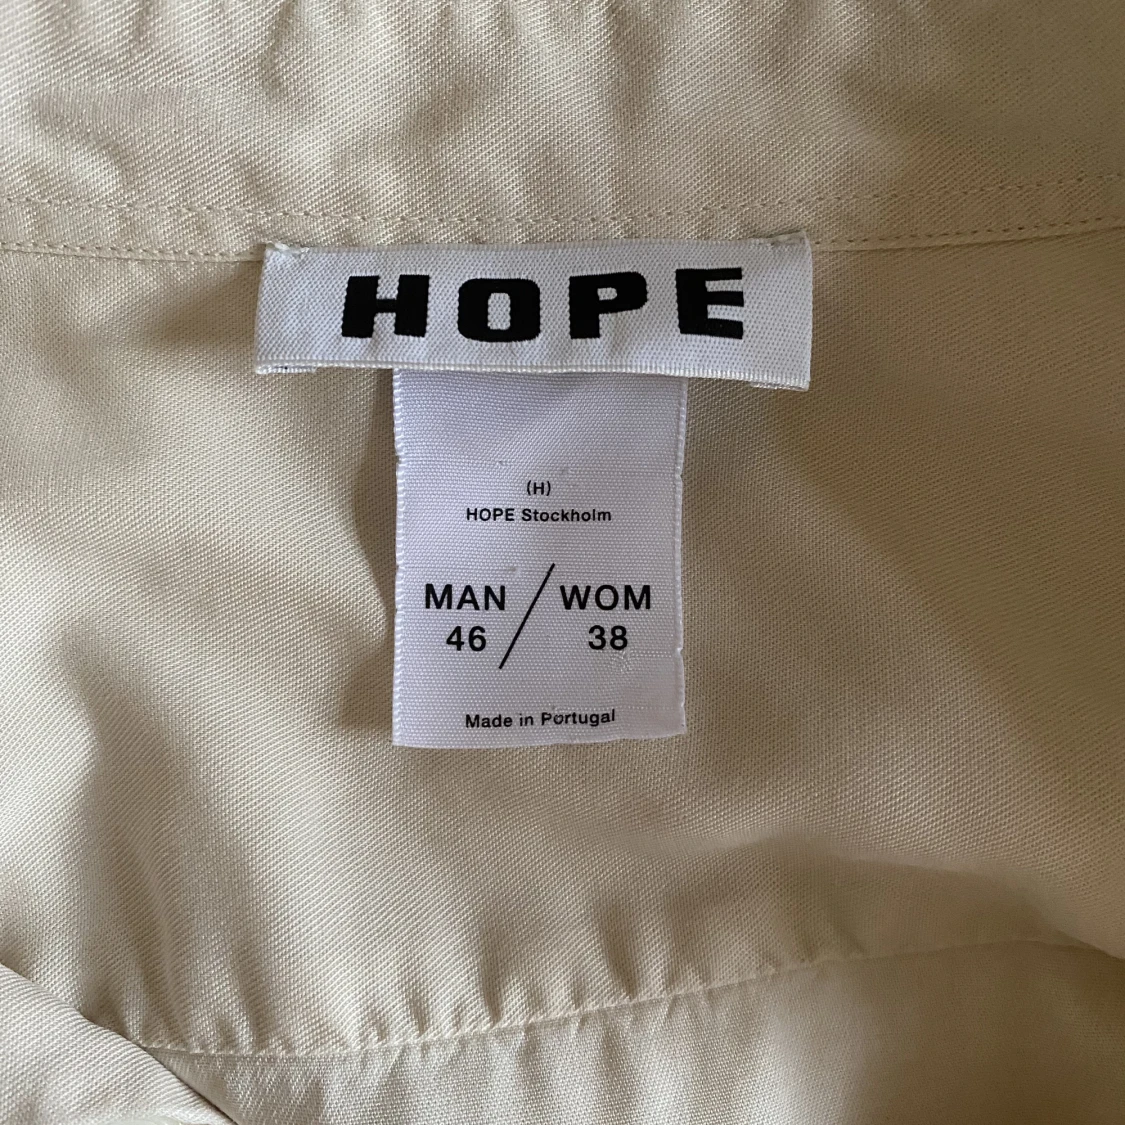 HOPE
(H)
HOPE Stockholm
MAN / WOM
46 / 38
Made in Portugal